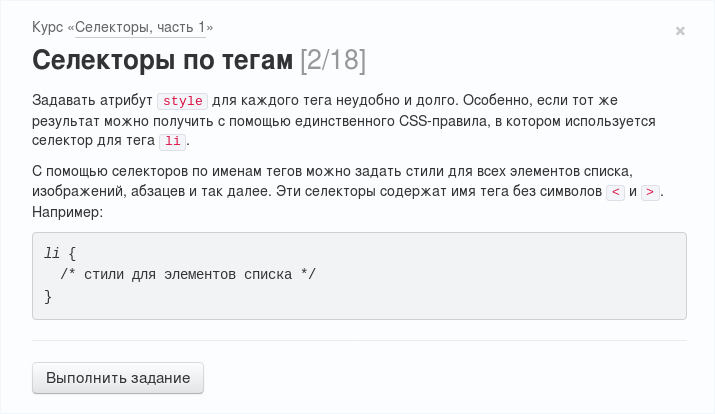 Курс «Селекторы, часть 1»
×
Селекторы по тегам [2/18]
Задавать атрибут style для каждого тега неудобно и долго. Особенно, если тот же
результат можно получить с помощью единственного CSS-правила, в котором используется
селектор для тега li.
С помощью селекторов по именам тегов можно задать стили для всех элементов списка,
изображений, абзацев и так далее. Эти селекторы содержат имя тега без символов < и >.
Например:
li {
  /* стили для элементов списка */
}
Выполнить задание